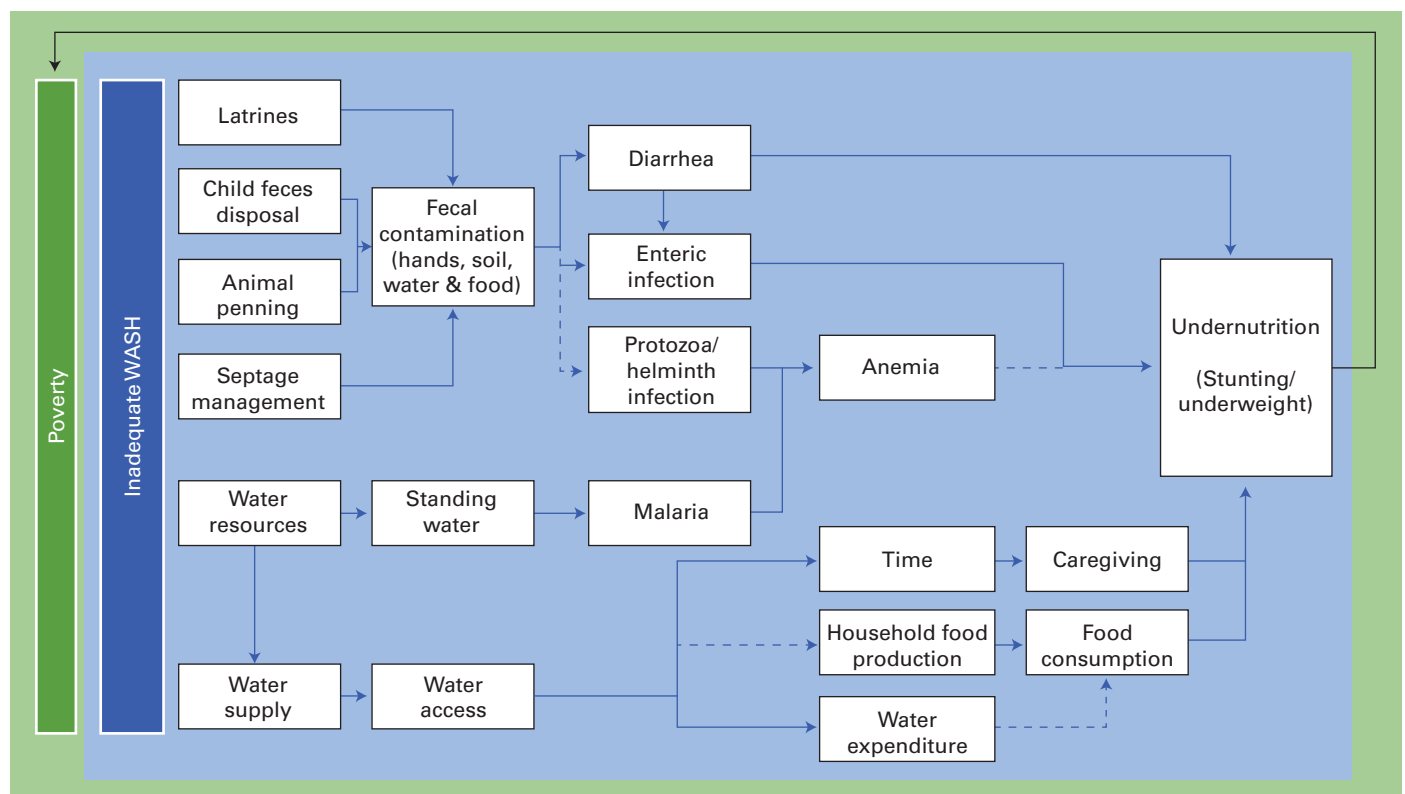 Poverty
Inadequate WASH
Latrines
Child feces
disposal
Animal
penning
Septage
management
Fecal
contamination
(hands, soil,
water & food)
Diarrhea
Enteric
infection
Protozoa/
helminth
infection
Anemia
Undernutrition
(Stunting/
underweight)
Water
resources
Standing
water
Malaria
Time
Caregiving
Household food
production
Food
consumption
Water
supply
Water
access
Water
expenditure